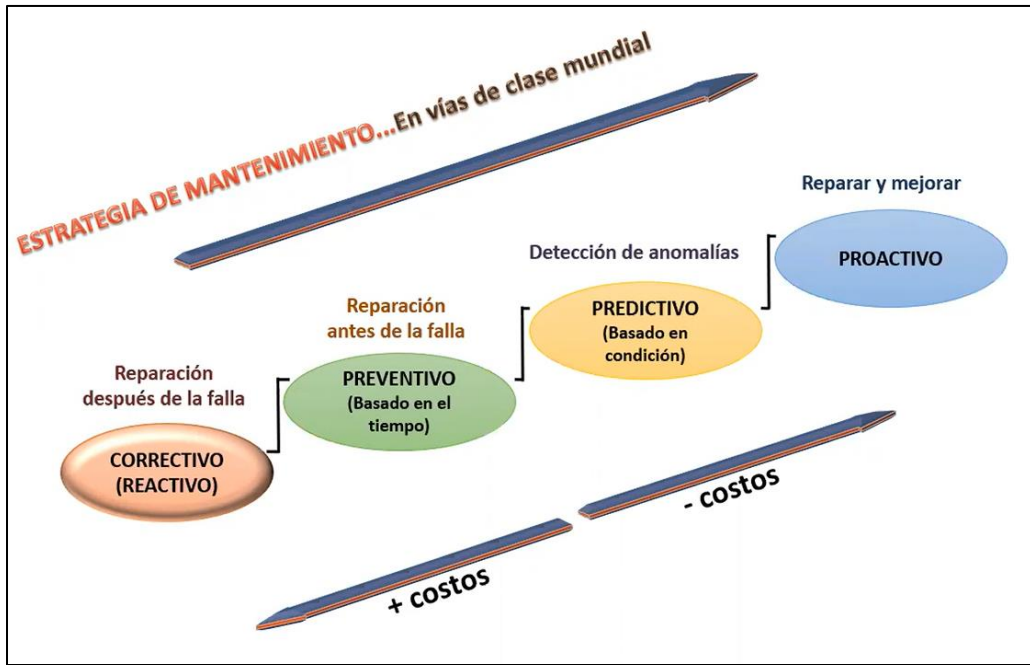 ESTRATEGIA DE MANTENIMIENTO...En vías de clase mundial
Reparar y mejorar
PROACTIVO
Detección de anomalías
PREDICTIVO
(Basado en
condición)
Reparación
antes de la falla
PREVENTIVO
(Basado en el
tiempo)
Reparación
después de la falla
CORRECTIVO
(REACTIVO)
- costos
+ costos